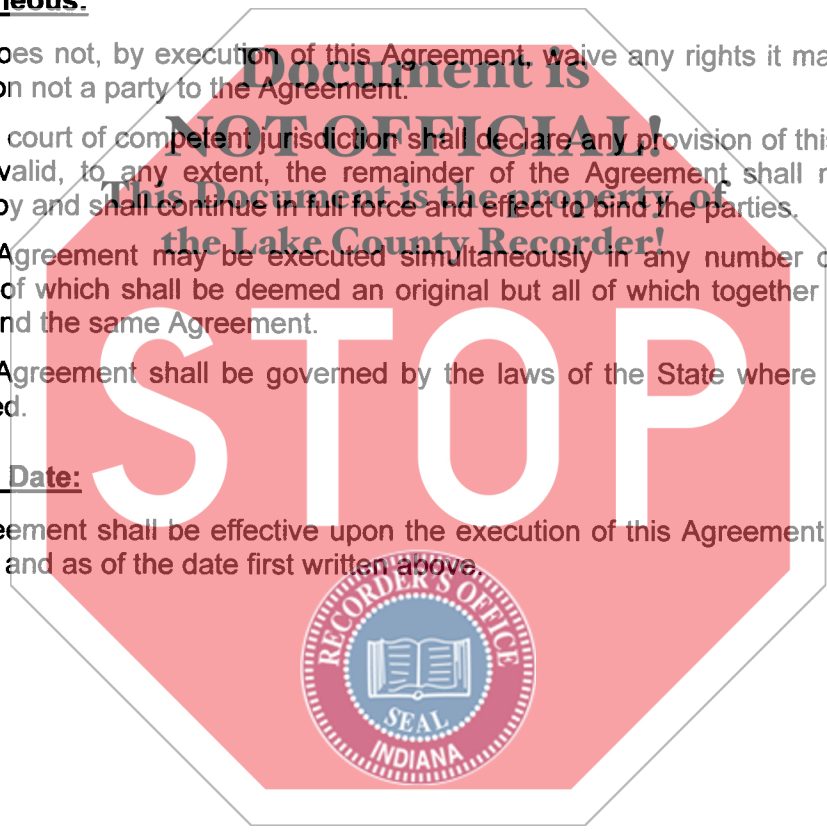 neous:
oes not, by execution of this Agreement, waive any rights it ma
on not a party to the Agreement.
court of competent jurisdiction shall declare any provision of this
valid, to any extent, the remainder of the Agreement shall
by and shall continue in full force and effect to bind the parties.
Agreement may be executed simultaneously in any number
of which shall be deemed an original but all of which together
nd the same Agreement.
Agreement shall be governed by the laws of the State where
ed.
Date:
eement shall be effective upon the execution of this Agreement
and as of the date first written above.
Document is
NOT OFFICIAL!
This Document is the property of
the Lake County Recorder!
STOP
RECORDER'S OFFICE
SEAL
INDIANA